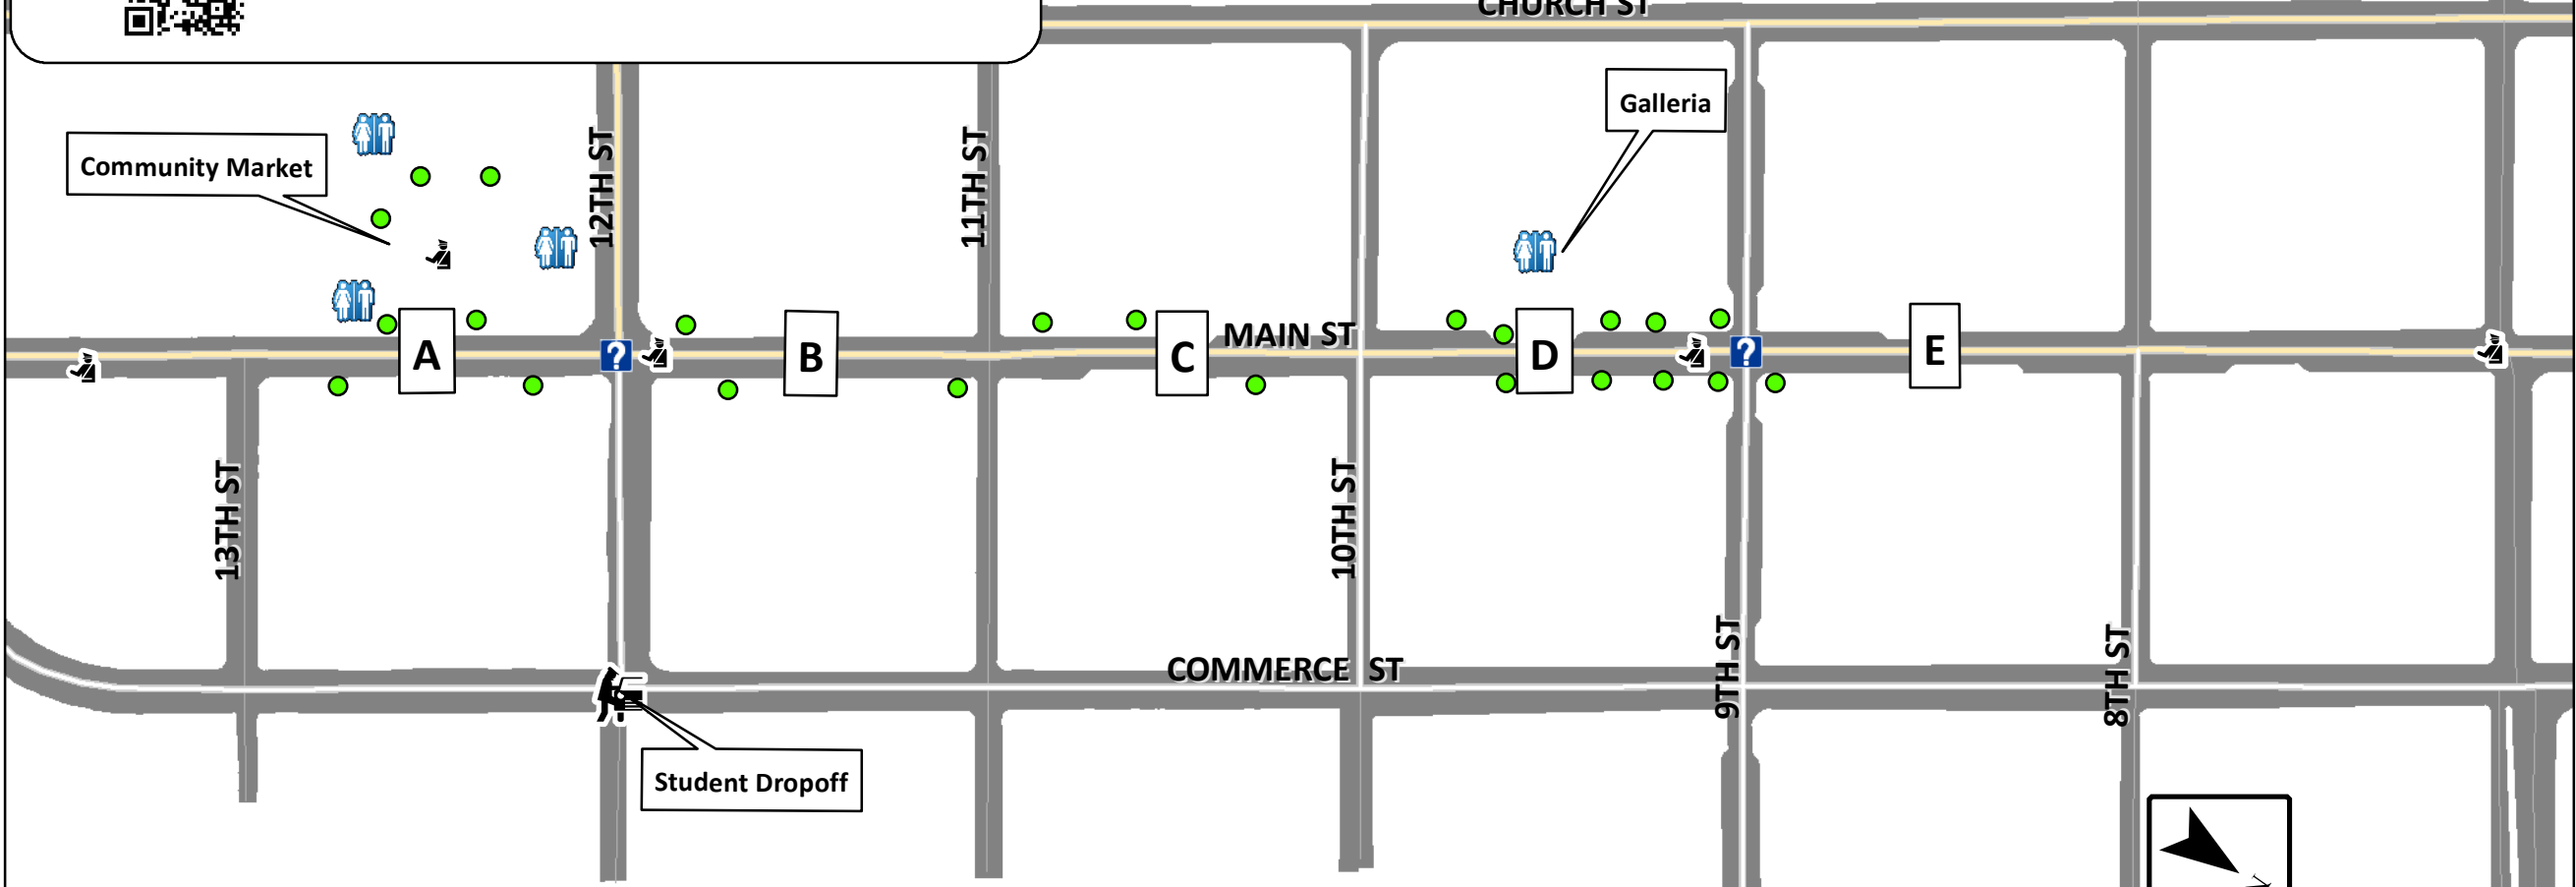 CHURCH ST
Galleria
Community Market
12TH ST
11TH ST
MAIN ST
A
?
B
C
D
?
E
13TH ST
10TH ST
COMMERCE ST
9TH ST
8TH ST
Student Dropoff